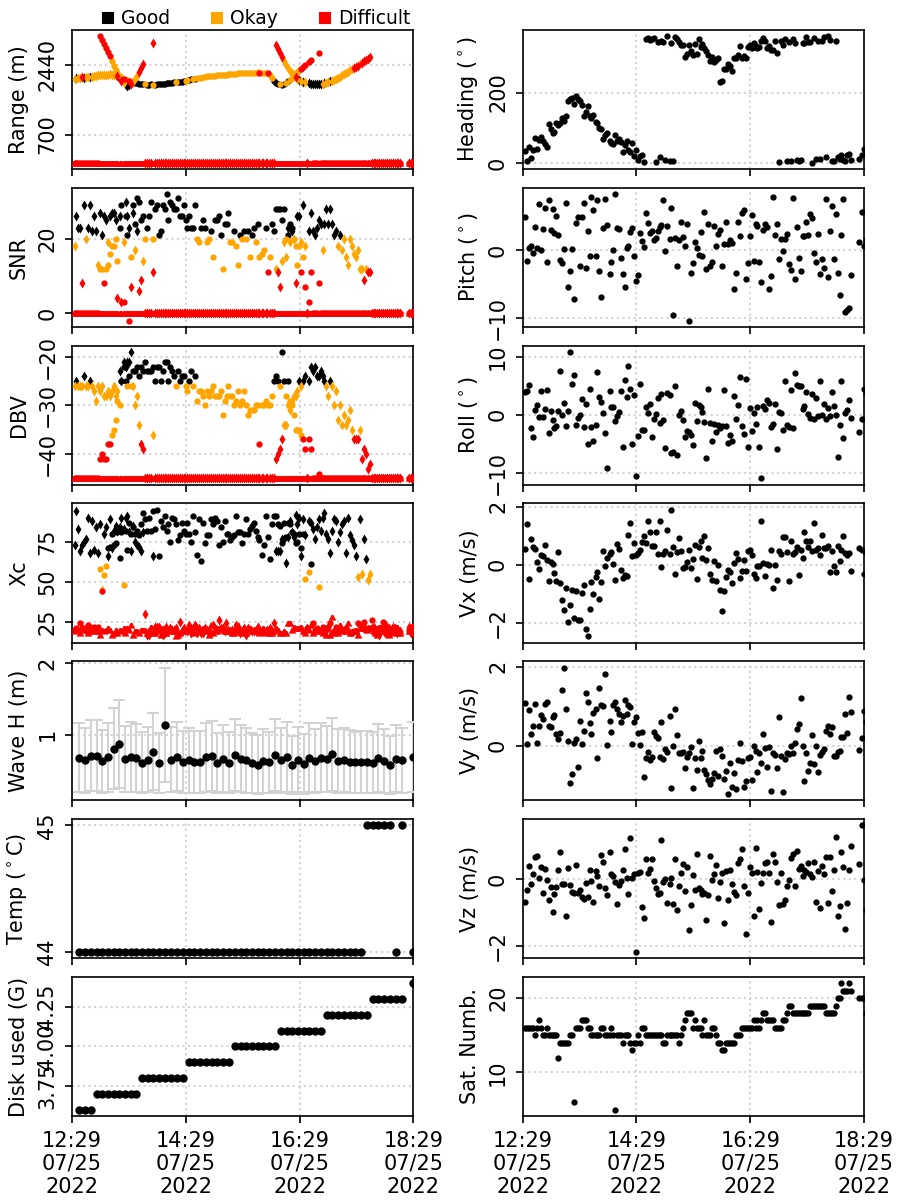 Good Okay Difficult
Range (m)
2440
700
Heading (°)
200
0
SNR
20
0
Pitch (°)
0
−10
DBV
−20
−30
−40
Roll (°)
10
0
−10
Xc
75
50
25
Vx (m/s)
2
0
−2
Wave H (m)
2
1
Vy (m/s)
2
0
Temp (°C)
45
44
Vz (m/s)
0
−2
Disk used (G)
4.25
4.00
3.75
Sat. Numb.
20
10
12:29 14:29 16:29 18:29
07/25 07/25 07/25 07/25
2022 2022 2022 2022
12:29 14:29 16:29 18:29
07/25 07/25 07/25 07/25
2022 2022 2022 2022